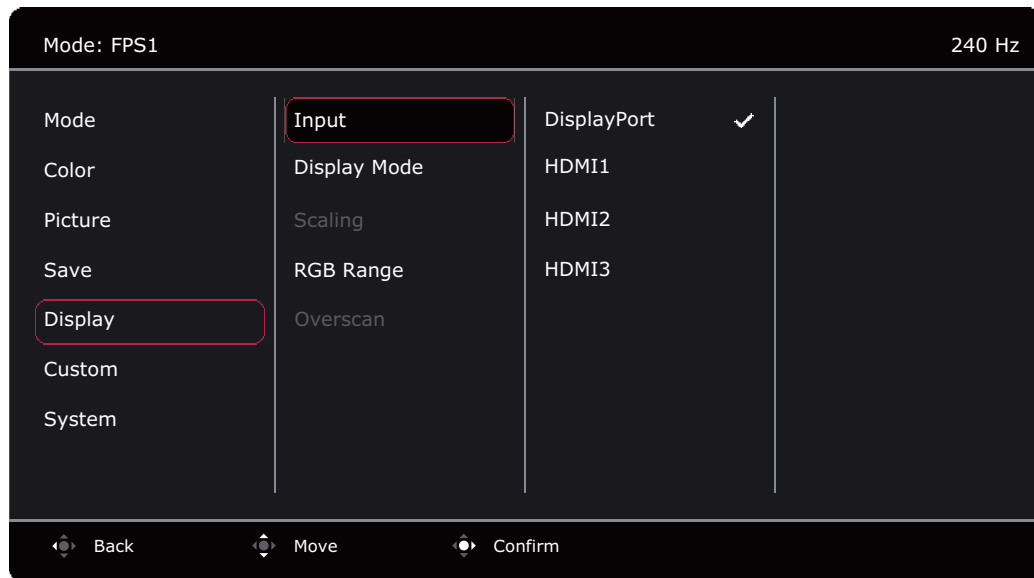 Mode: FPS1
240 Hz
Mode
Color
Picture
Save
Display
Custom
System
Input
Display Mode
Scaling
RGB Range
Overscan
DisplayPort
HDMI1
HDMI2
HDMI3
Back
Move
Confirm